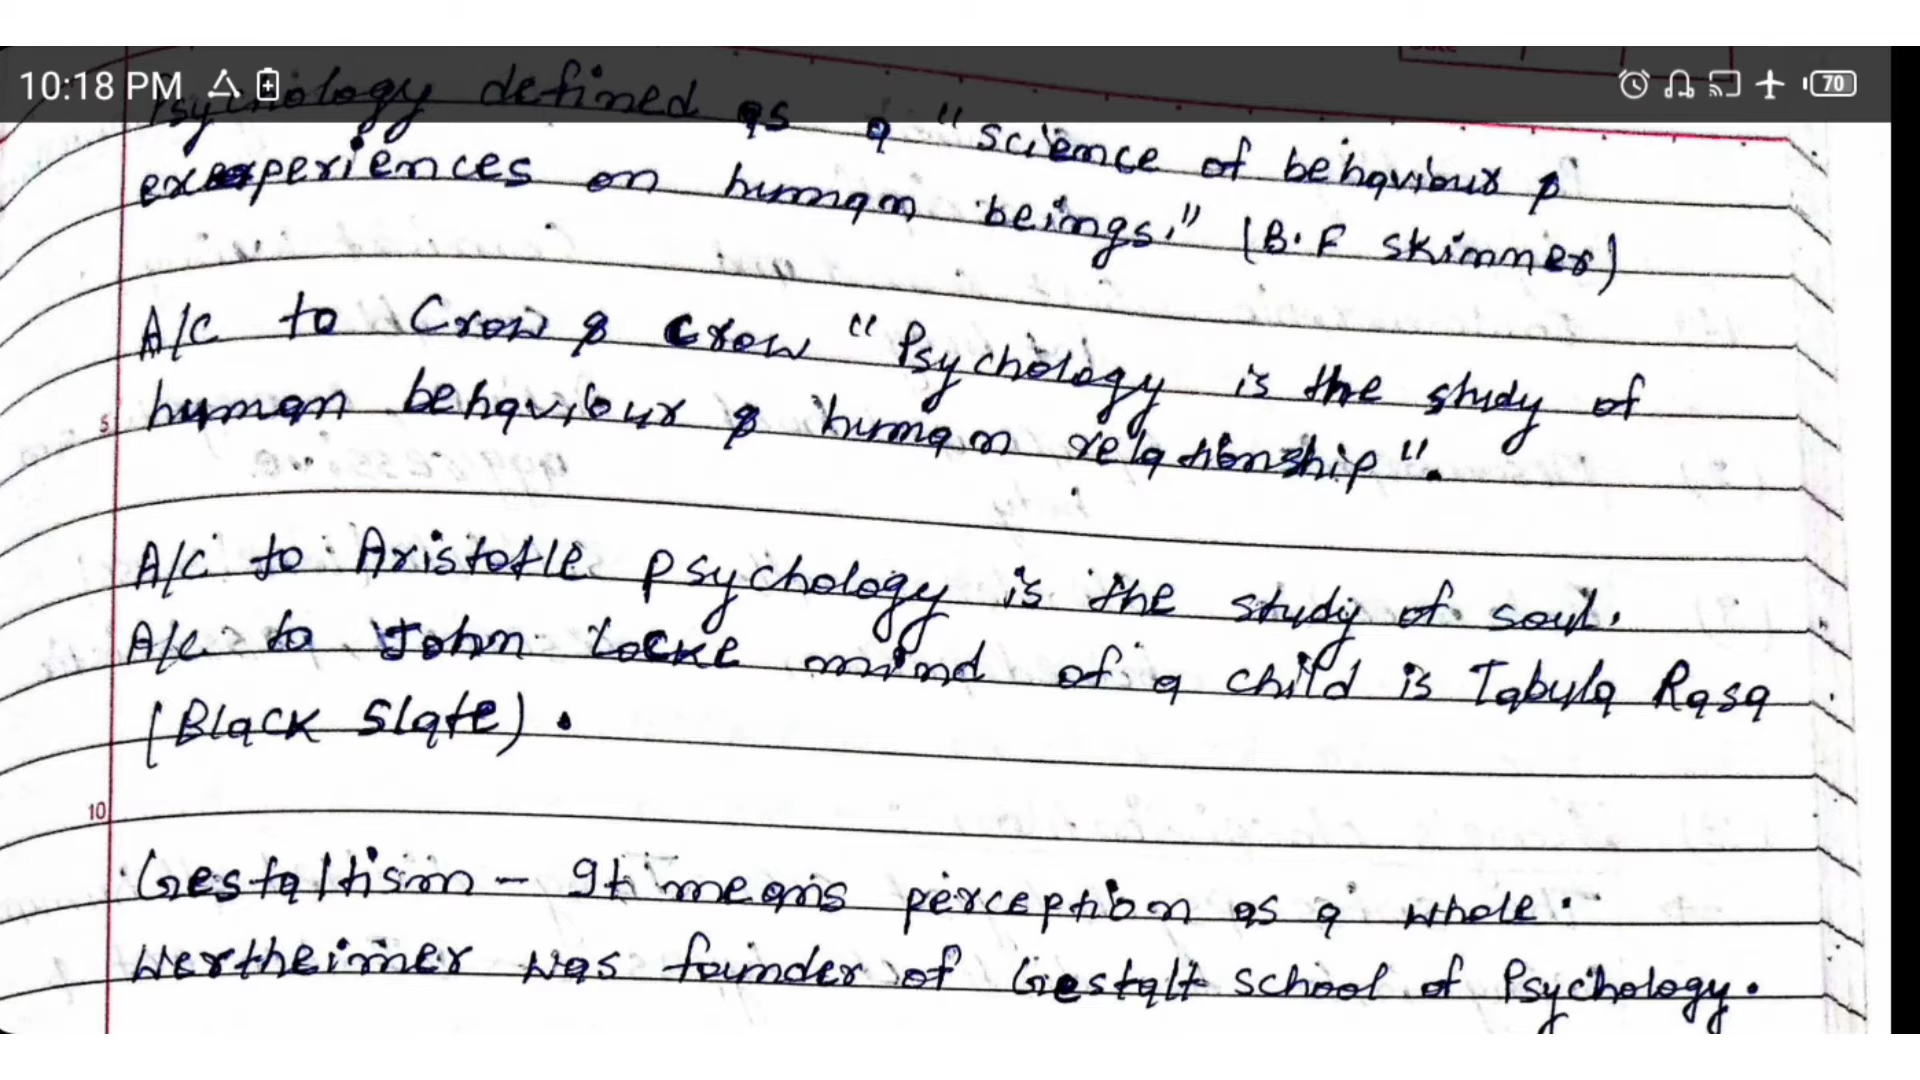 10:18 PM
70
Psychology defined as a "science of behaviour &
experiences on human beings." (B.F Skinner)
A/c to Crow & Crow "Psychology is the study of
human behaviour & human relationship".
5
A/c to Aristotle psychology is the study of soul.
A/c to John Locke mind of a child is Tabula Rasa
(Black Slate).
10
Gestaltism - It means perception as a whole.
Wertheimer was founder of Gestalt School of Psychology.